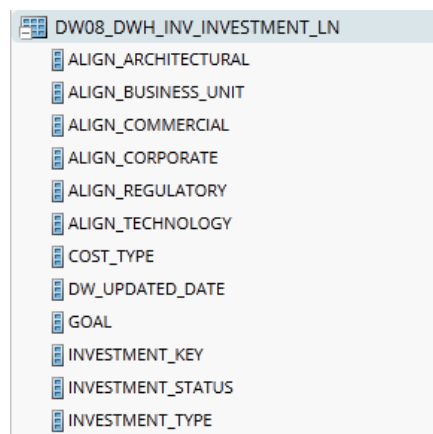 DW08_DWH_INV_INVESTMENT_LN
ALIGN_ARCHITECTURAL
ALIGN_BUSINESS_UNIT
ALIGN_COMMERCIAL
ALIGN_CORPORATE
ALIGN_REGULATORY
ALIGN_TECHNOLOGY
COST_TYPE
DW_UPDATED_DATE
GOAL
INVESTMENT_KEY
INVESTMENT_STATUS
INVESTMENT_TYPE